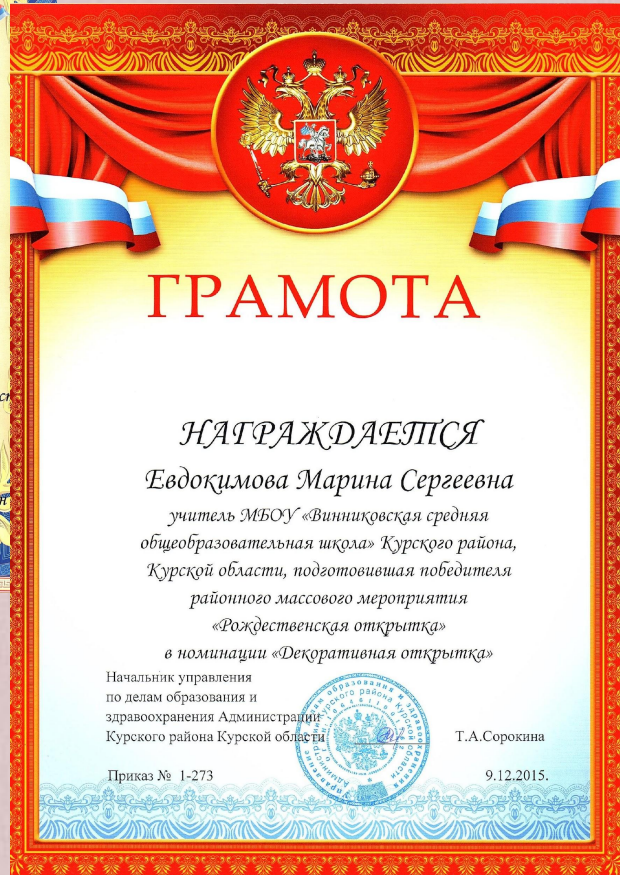 ГРАМОТА
НАГРАЖДАЕТСЯ
Евдокимова Марина Сергеевна
учитель МБОУ «Винниковская средняя
общеобразовательная школа» Курского района,
Курской области, подготовившая победителя
районного массового мероприятия
«Рождественская открытка»
в номинации «Декоративная открытка»
Начальник управления
по делам образования и
здравоохранения Администрации
Курского района Курской области
Т.А.Сорокина
Приказ № 1-273
9.12.2015.